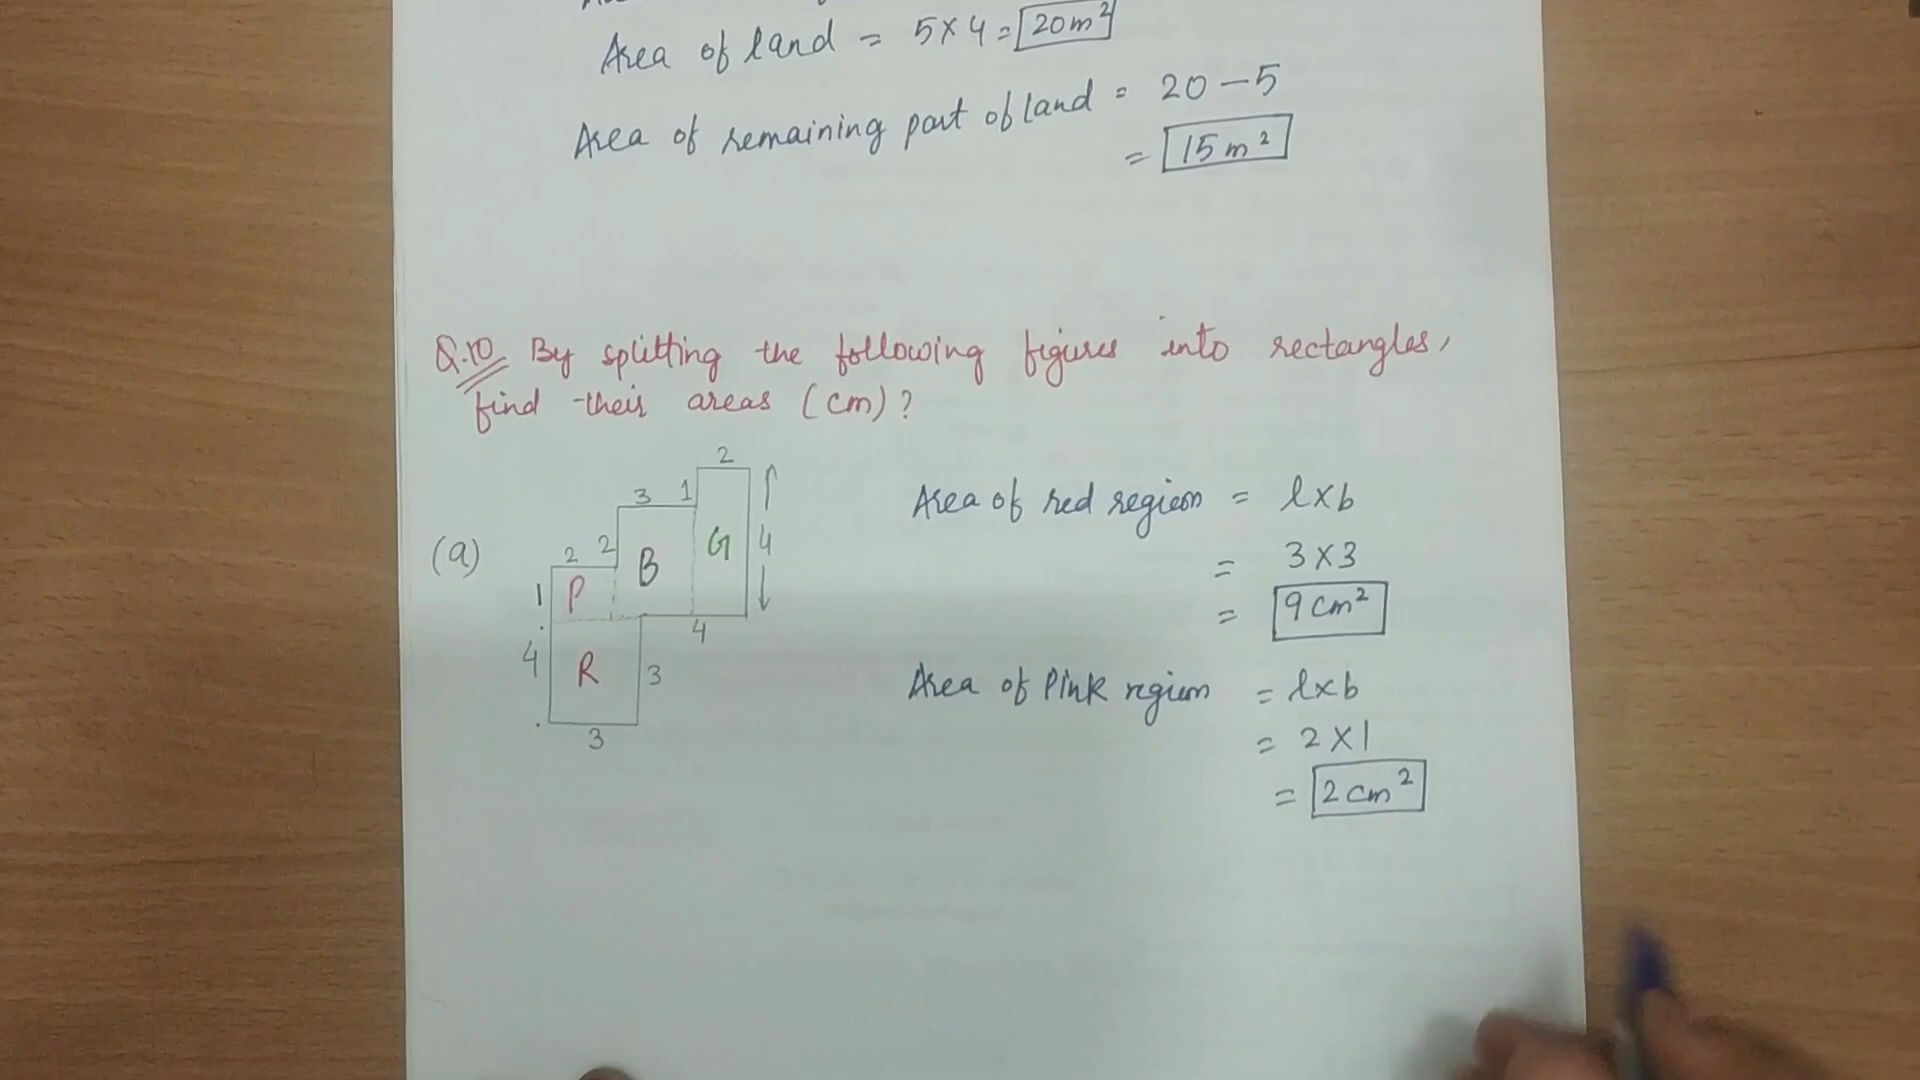 Area of land = 5×4 = 20m²
Area of remaining part of land = 20 – 5
= 15 m²
Q.10 By splitting the following figures into rectangles,
find their areas (cm) ?
(a)
2
3 1
G 4
2 2
B
1 P
4
4 R 3
3
Area of red region = l×b
= 3×3
= 9 cm²
Area of Pink region = l×b
= 2×1
= 2 cm²